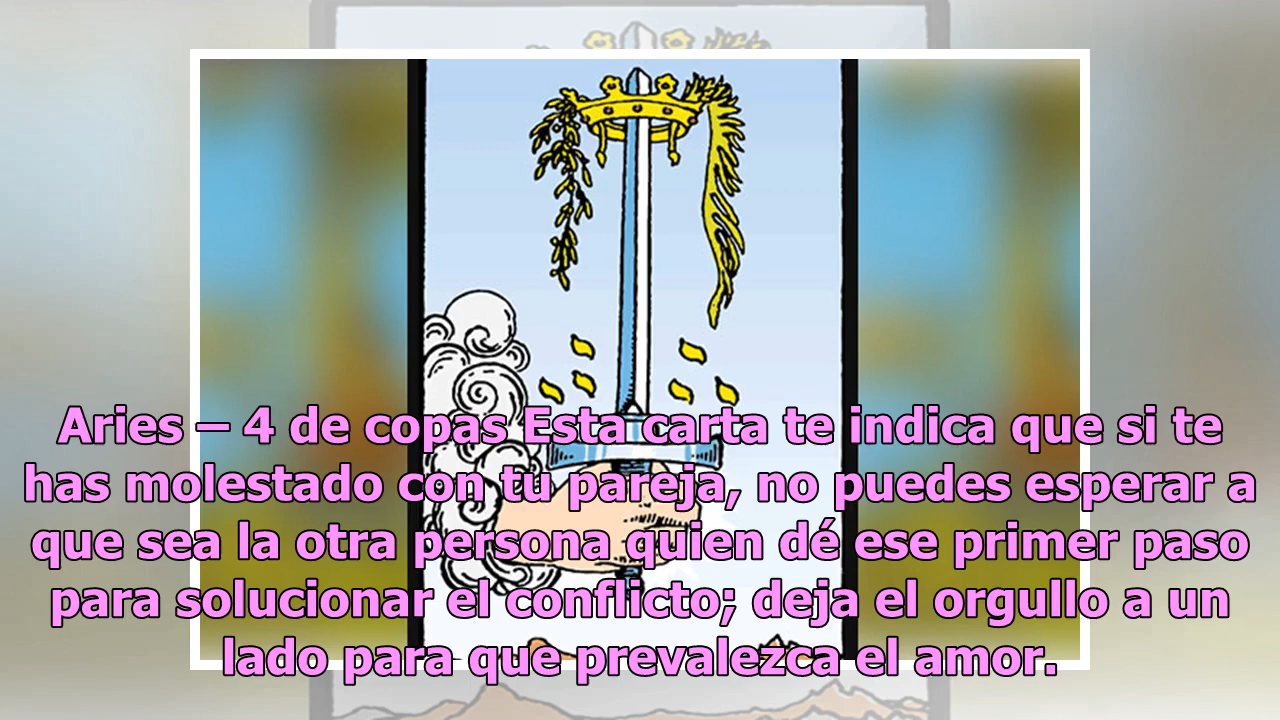 Aries – 4 de copas Esta carta te indica que si te
has molestado con tu pareja, no puedes esperar a
que sea la otra persona quien dé ese primer paso
para solucionar el conflicto; deja el orgullo a un
lado para que prevalezca el amor.